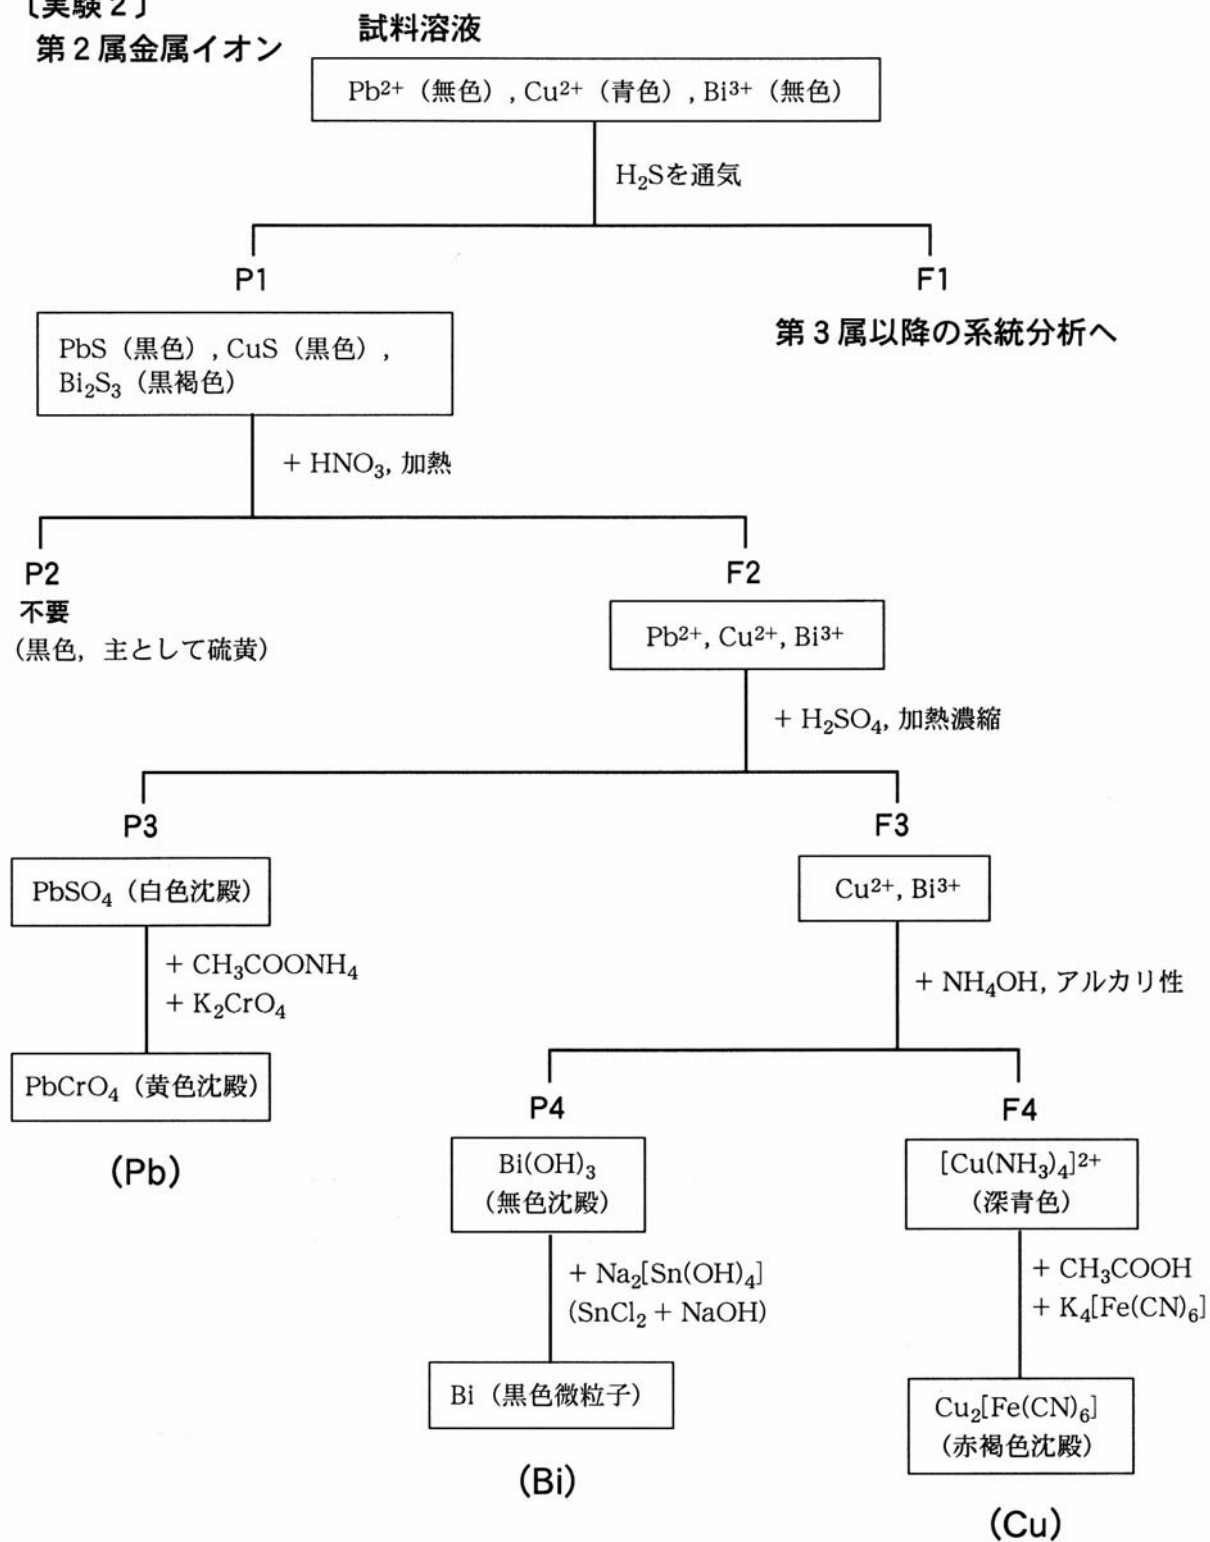 〔実験2〕
第2属金属イオン
試料溶液
Pb²⁺（無色）, Cu²⁺（青色）, Bi³⁺（無色）
H₂Sを通気
P1
F1
PbS（黒色）, CuS（黒色）,
Bi₂S₃（黒褐色）
第3属以降の系統分析へ
+ HNO₃, 加熱
P2
F2
不要
(黒色, 主として硫黄)
Pb²⁺, Cu²⁺, Bi³⁺
+ H₂SO₄, 加熱濃縮
P3
F3
PbSO₄（白色沈殿）
Cu²⁺, Bi³⁺
+ CH₃COONH₄
+ K₂CrO₄
+ NH₄OH, アルカリ性
PbCrO₄（黄色沈殿）
(Pb)
P4
F4
Bi(OH)₃
（無色沈殿）
[Cu(NH₃)₄]²⁺
（深青色）
+ Na₂[Sn(OH)₄]
(SnCl₂ + NaOH)
+ CH₃COOH
+ K₄[Fe(CN)₆]
Bi（黒色微粒子）
Cu₂[Fe(CN)₆]
（赤褐色沈殿）
(Bi)
(Cu)